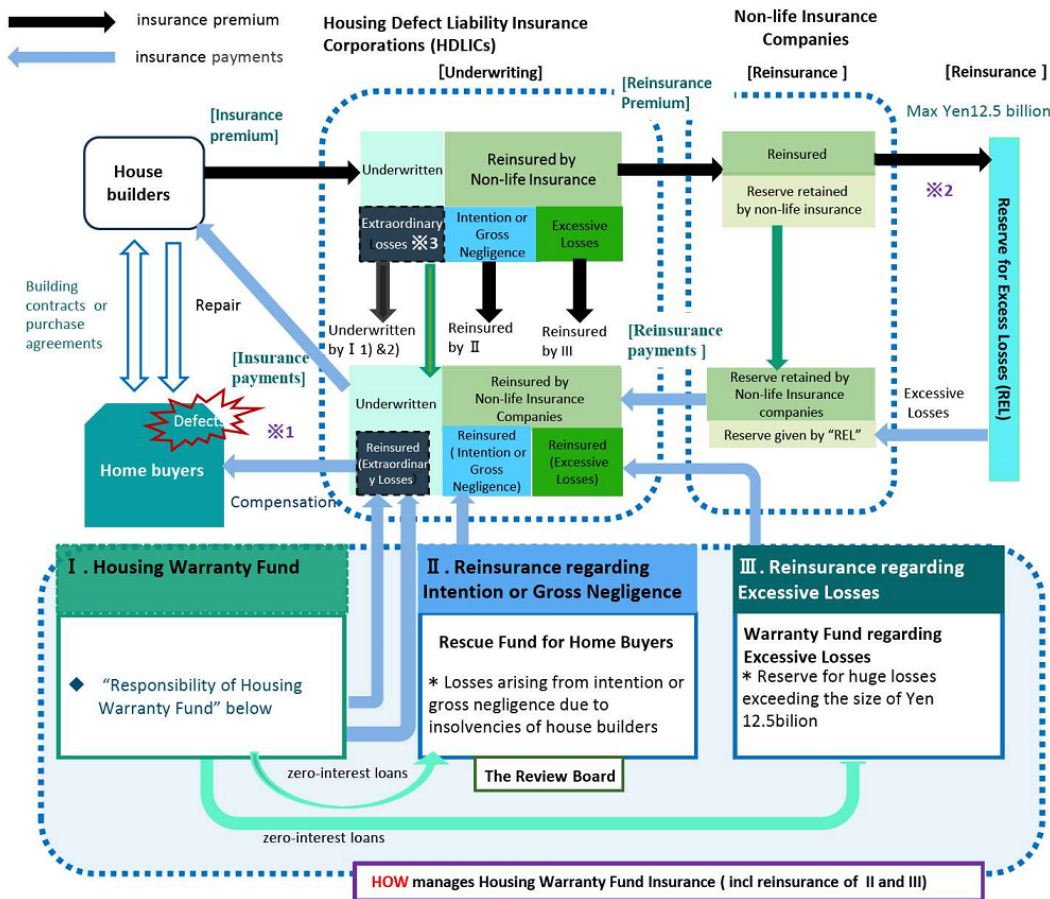 insurance premium
insurance payments
Housing Defect Liability Insurance
Corporations (HDLICs)
[Underwriting]
Non-life Insurance
Companies
[Reinsurance ]
[Reinsurance ]
Max Yen12.5 billion
[Insurance
premium]
[Reinsurance
Premium]
House
builders
Underwritten
Reinsured by
Non-life Insurance
Reinsured
Reserve retained
by non-life insurance
※2
Extraordinary
Losses ※3
Intention or
Gross
Negligence
Excessive
Losses
Reserve for Excess Losses (REL)
Building
contracts or
purchase
agreements
Repair
Underwritten
by Ⅰ 1) &2)
Reinsured
by Ⅱ
Reinsured
by III
[Reinsurance
payments ]
[Insurance
payments]
Underwritten
Reinsured by
Non-life Insurance
Companies
Reserve retained by
Non-life Insurance
companies
Reserve given by “REL”
Excessive
Losses
Defects
※1
Home buyers
Reinsured
(Extraordinar
y Losses)
Reinsured
( Intention or
Gross
Negligence)
Reinsured
(Excessive
Losses)
Compensation
Ⅰ . Housing Warranty Fund
◆ “Responsibility of Housing
Warranty Fund” below
Ⅱ . Reinsurance regarding
Intention or Gross Negligence
Rescue Fund for Home Buyers
* Losses arising from intention or
gross negligence due to
insolvencies of house builders
The Review Board
Ⅲ. Reinsurance regarding
Excessive Losses
Warranty Fund regarding
Excessive Losses
* Reserve for huge losses
exceeding the size of Yen
12.5bilion
zero-interest loans
zero-interest loans
HOW manages Housing Warranty Fund Insurance ( incl reinsurance of II and III)